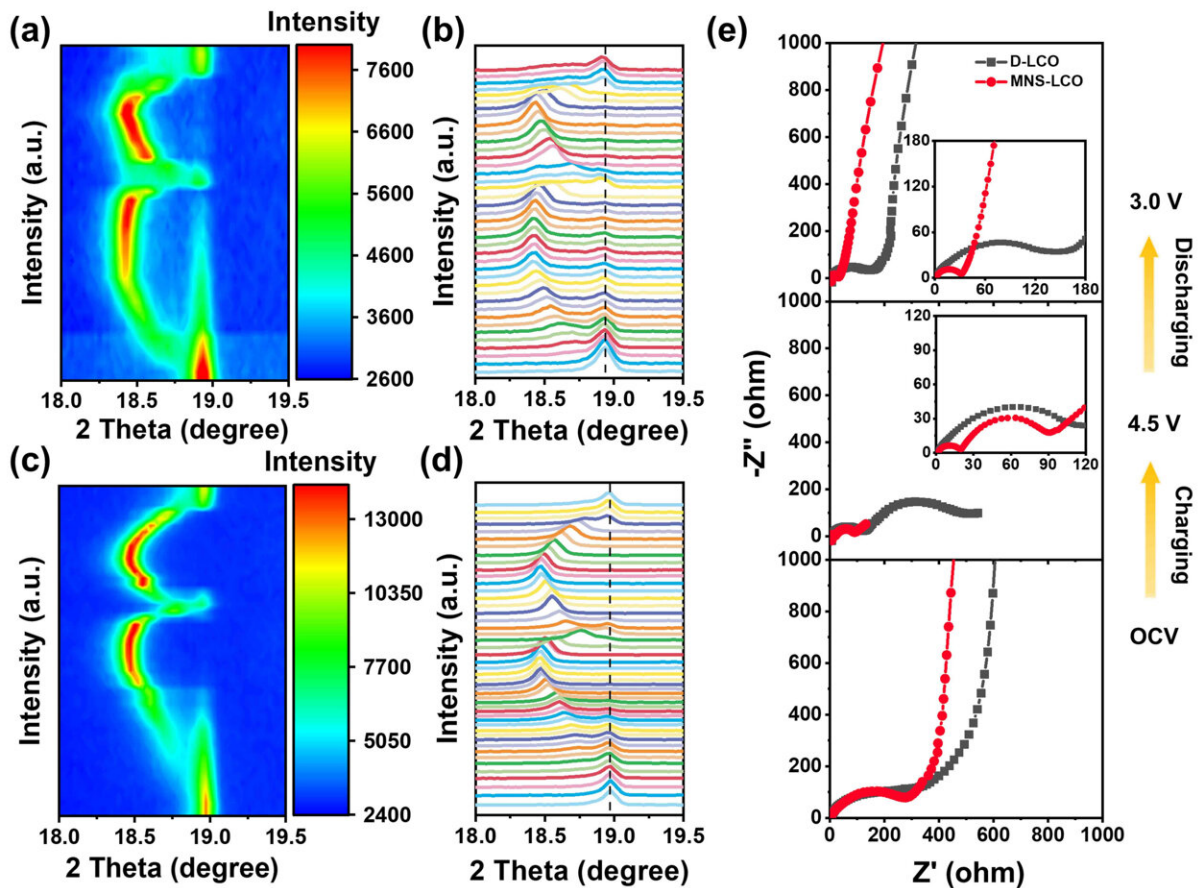 (a)
Intensity
Intensity (a.u.)
7600
6600
5600
4600
3600
2600
18.0 18.5 19.0 19.5
2 Theta (degree)
(b)
Intensity (a.u.)
18.0 18.5 19.0 19.5
2 Theta (degree)
(c)
Intensity
Intensity (a.u.)
13000
10350
7700
5050
2400
18.0 18.5 19.0 19.5
2 Theta (degree)
(d)
Intensity (a.u.)
18.0 18.5 19.0 19.5
2 Theta (degree)
(e)
D-LCO
MNS-LCO
1000
800
600
400
200
0
180
120
60
0
0 60 120 180
1000
800
600
400
200
0
120
90
60
30
0
0 30 60 90 120
1000
800
600
400
200
0
0 200 400 600 800 1000
-Z" (ohm)
Z' (ohm)
3.0 V
Discharging
4.5 V
Charging
OCV